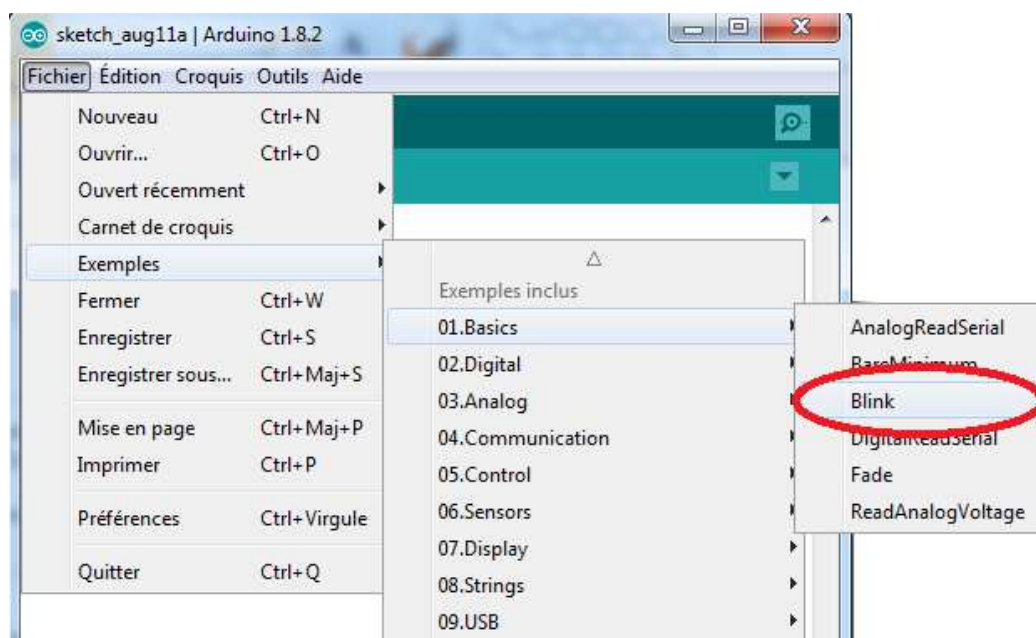 sketch_aug11a | Arduino 1.8.2
Fichier Édition Croquis Outils Aide
Nouveau Ctrl+N
Ouvrir... Ctrl+O
Ouvert récemment
Carnet de croquis
Exemples
Fermer Ctrl+W
Enregistrer Ctrl+S
Enregistrer sous... Ctrl+Maj+S
Mise en page Ctrl+Maj+P
Imprimer Ctrl+P
Préférences Ctrl+Virgule
Quitter Ctrl+Q
Exemples inclus
01.Basics
02.Digital
03.Analog
04.Communication
05.Control
06.Sensors
07.Display
08.Strings
09.USB
AnalogReadSerial
BareMinimum
Blink
DigitalReadSerial
Fade
ReadAnalogVoltage